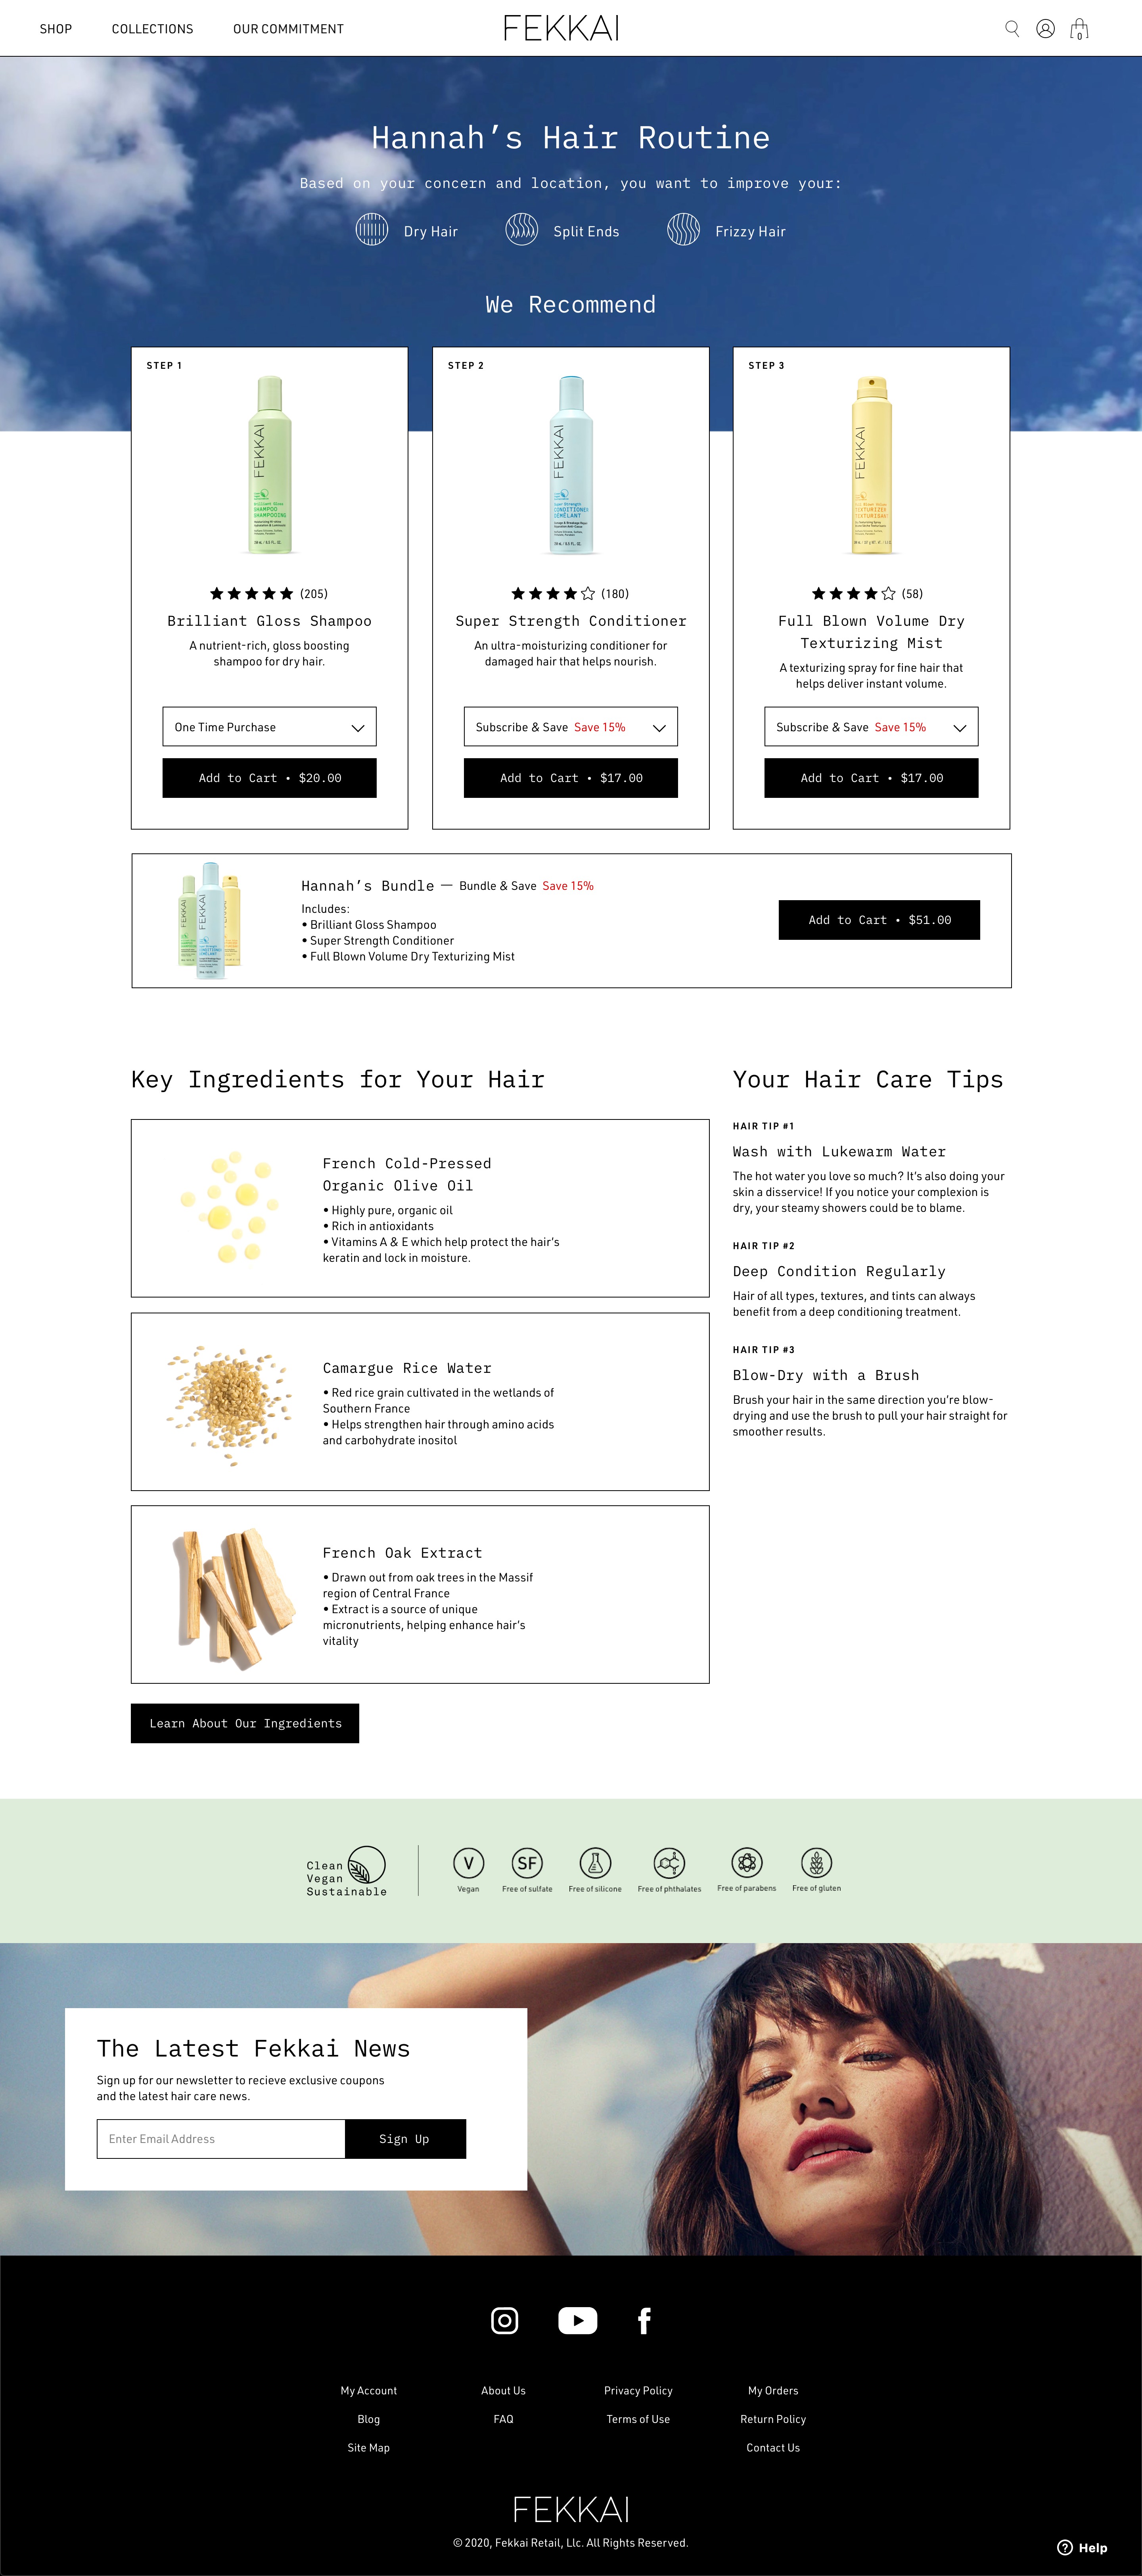 SHOP COLLECTIONS OUR COMMITMENT FEKKAI 0
Hannah’s Hair Routine
Based on your concern and location, you want to improve your:
Dry Hair Split Ends Frizzy Hair
We Recommend
STEP 1
FEKKAI
Brilliant Gloss
SHAMPOO
SHAMPOOING
★★★★★ (205)
Brilliant Gloss Shampoo
A nutrient-rich, gloss boosting
shampoo for dry hair.
One Time Purchase
Add to Cart • $20.00
STEP 2
FEKKAI
Super Strength
CONDITIONER
DÉMÊLANT
★★★★☆ (180)
Super Strength Conditioner
An ultra-moisturizing conditioner for
damaged hair that helps nourish.
Subscribe & Save Save 15%
Add to Cart • $17.00
STEP 3
FEKKAI
Full Blown Volume
TEXTURIZER
★★★★☆ (58)
Full Blown Volume Dry
Texturizing Mist
A texturizing spray for fine hair that
helps deliver instant volume.
Subscribe & Save Save 15%
Add to Cart • $17.00
FEKKAI
FEKKAI
FEKKAI
Hannah’s Bundle — Bundle & Save Save 15%
Includes:
• Brilliant Gloss Shampoo
• Super Strength Conditioner
• Full Blown Volume Dry Texturizing Mist
Add to Cart • $51.00
Key Ingredients for Your Hair
French Cold-Pressed
Organic Olive Oil
• Highly pure, organic oil
• Rich in antioxidants
• Vitamins A & E which help protect the hair’s
keratin and lock in moisture.
Camargue Rice Water
• Red rice grain cultivated in the wetlands of
Southern France
• Helps strengthen hair through amino acids
and carbohydrate inositol
French Oak Extract
• Drawn out from oak trees in the Massif
region of Central France
• Extract is a source of unique
micronutrients, helping enhance hair’s
vitality
Learn About Our Ingredients
Your Hair Care Tips
HAIR TIP #1
Wash with Lukewarm Water
The hot water you love so much? It’s also doing your
skin a disservice! If you notice your complexion is
dry, your steamy showers could be to blame.
HAIR TIP #2
Deep Condition Regularly
Hair of all types, textures, and tints can always
benefit from a deep conditioning treatment.
HAIR TIP #3
Blow-Dry with a Brush
Brush your hair in the same direction you’re blow-
drying and use the brush to pull your hair straight for
smoother results.
Clean
Vegan
Sustainable
V SF
Vegan Free of sulfate Free of silicone Free of phthalates Free of parabens Free of gluten
The Latest Fekkai News
Sign up for our newsletter to recieve exclusive coupons
and the latest hair care news.
Enter Email Address Sign Up
My Account About Us Privacy Policy My Orders
Blog FAQ Terms of Use Return Policy
Site Map Contact Us
FEKKAI
© 2020, Fekkai Retail, Llc. All Rights Reserved.
Help